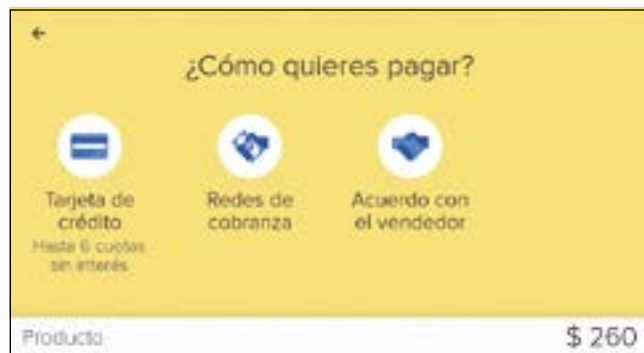 ¿Cómo quieres pagar?
Tarjeta de
crédito
Hasta 6 cuotas
sin interés
Redes de
cobranza
Acuerdo con
el vendedor
Producto
$ 260